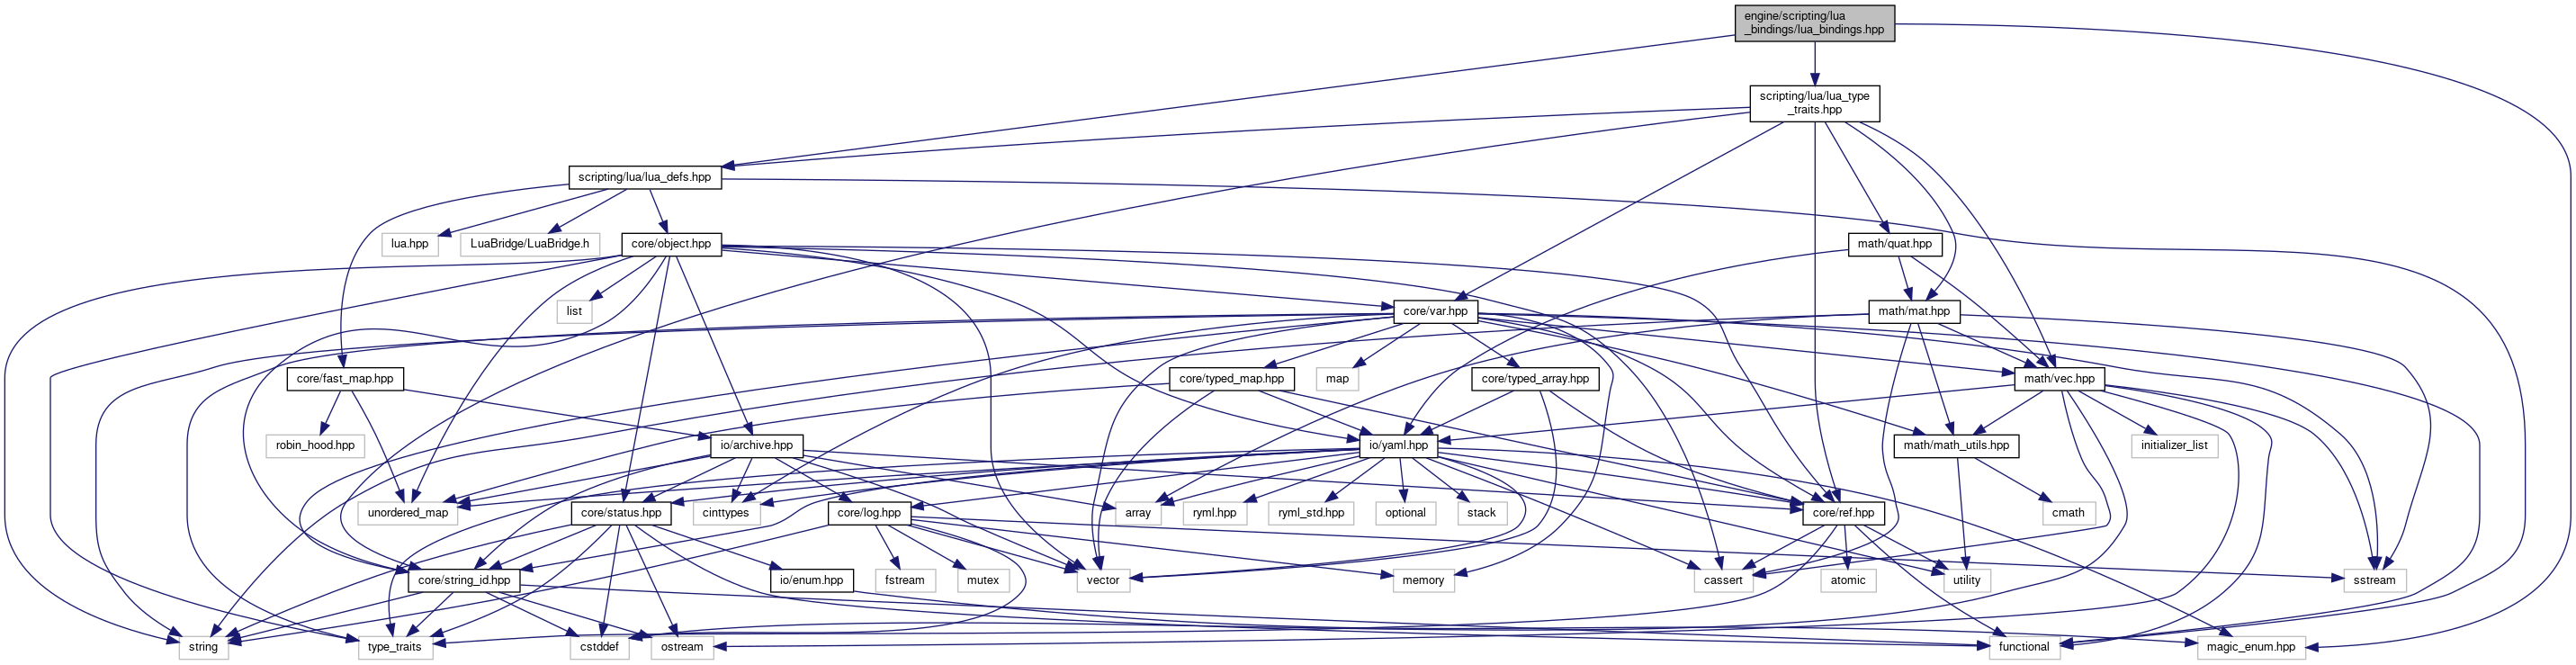 engine/scripting/lua
_bindings/lua_bindings.hpp
scripting/lua/lua_type
_traits.hpp
scripting/lua/lua_defs.hpp
lua.hpp
LuaBridge/LuaBridge.h
core/object.hpp
math/quat.hpp
list
core/var.hpp
math/mat.hpp
core/fast_map.hpp
core/typed_map.hpp
map
core/typed_array.hpp
math/vec.hpp
robin_hood.hpp
io/archive.hpp
io/yaml.hpp
math/math_utils.hpp
initializer_list
unordered_map
core/status.hpp
cinttypes
core/log.hpp
array
ryml.hpp
ryml_std.hpp
optional
stack
core/ref.hpp
cmath
core/string_id.hpp
io/enum.hpp
fstream
mutex
vector
memory
cassert
atomic
utility
sstream
string
type_traits
cstddef
ostream
functional
magic_enum.hpp